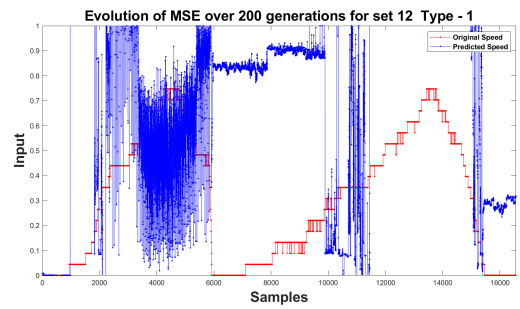 Evolution of MSE over 200 generations for set 12 Type - 1
Original Speed
Predicted Speed
1
0.9
0.8
0.7
0.6
0.5
0.4
0.3
0.2
0.1
0
Input
0 2000 4000 6000 8000 10000 12000 14000 16000
Samples